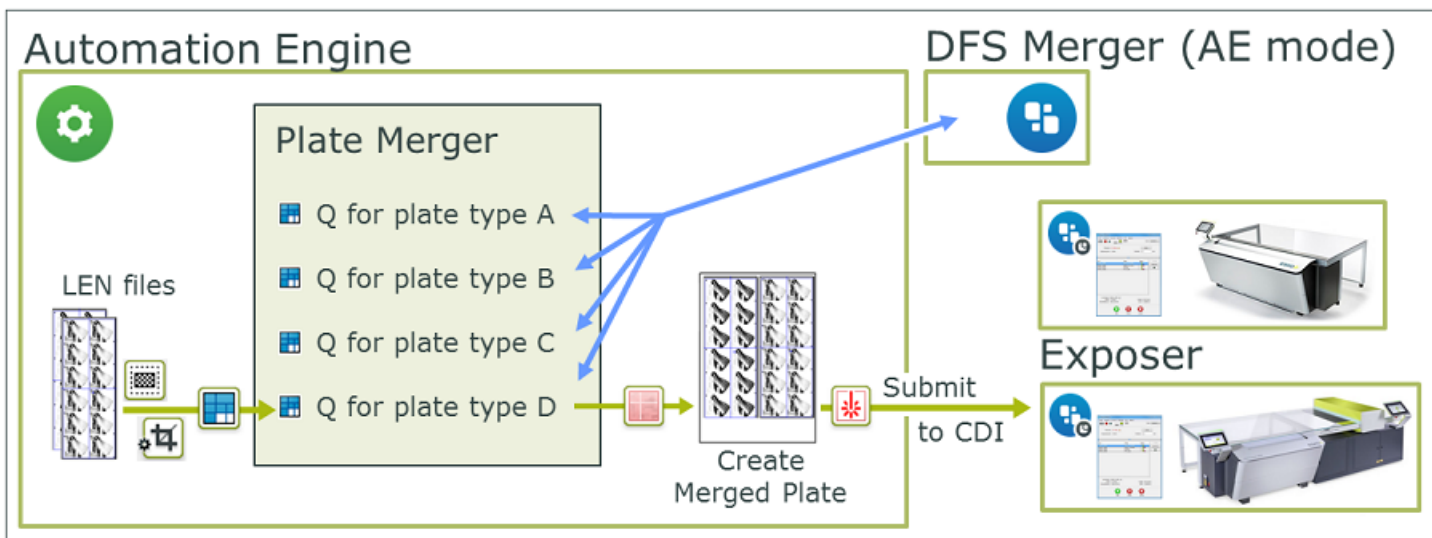 Automation Engine
DFS Merger (AE mode)
Plate Merger
Q for plate type A
Q for plate type B
Q for plate type C
Q for plate type D
LEN files
Create
Merged Plate
Submit
to CDI
Exposer